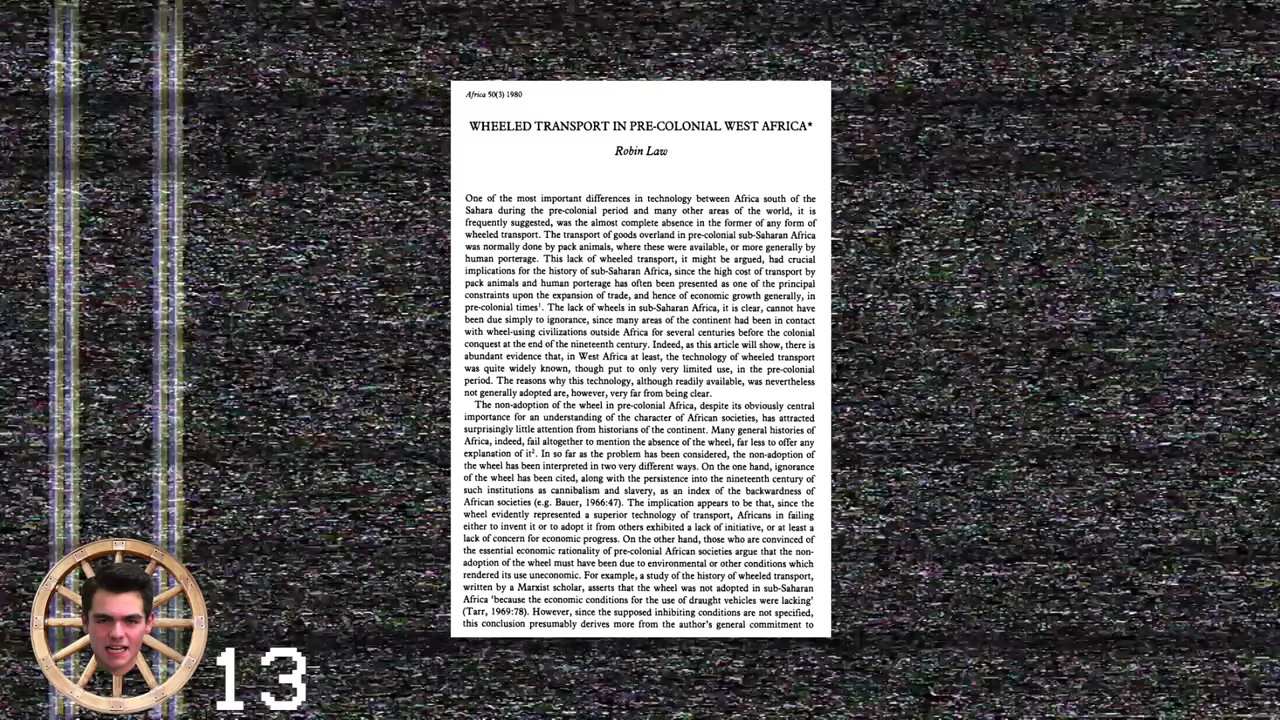 Africa 50(3) 1980
WHEELED TRANSPORT IN PRE-COLONIAL WEST AFRICA*
Robin Law
One of the most important differences in technology between Africa south of the
Sahara during the pre-colonial period and many other areas of the world, it is
frequently suggested, was the almost complete absence in the former of any form of
wheeled transport. The transport of goods overland in pre-colonial sub-Saharan Africa
was normally done by pack animals, where these were available, or more generally by
human porterage. This lack of wheeled transport, it might be argued, had crucial
implications for the history of sub-Saharan Africa, since the high cost of transport by
pack animals and human porterage has often been presented as one of the principal
constraints upon the expansion of trade, and hence of economic growth generally, in
pre-colonial times¹. The lack of wheels in sub-Saharan Africa, it is clear, cannot have
been due simply to ignorance, since many areas of the continent had been in contact
with wheel-using civilizations outside Africa for several centuries before the colonial
conquest at the end of the nineteenth century. Indeed, as this article will show, there is
abundant evidence that, in West Africa at least, the technology of wheeled transport
was quite widely known, though put to only very limited use, in the pre-colonial
period. The reasons why this technology, although readily available, was nevertheless
not generally adopted are, however, very far from being clear.
The non-adoption of the wheel in pre-colonial Africa, despite its obviously central
importance for an understanding of the character of African societies, has attracted
surprisingly little attention from historians of the continent. Many general histories of
Africa, indeed, fail altogether to mention the absence of the wheel, far less to offer any
explanation of it². In so far as the problem has been considered, the non-adoption of
the wheel has been interpreted in two very different ways. On the one hand, ignorance
of the wheel has been cited, along with the persistence into the nineteenth century of
such institutions as cannibalism and slavery, as an index of the backwardness of
African societies (e.g. Bauer, 1966:47). The implication appears to be that, since the
wheel evidently represented a superior technology of transport, Africans in failing
either to invent it or to adopt it from others exhibited a lack of initiative, or at least a
lack of concern for economic progress. On the other hand, those who are convinced of
the essential economic rationality of pre-colonial African societies argue that the non-
adoption of the wheel must have been due to environmental or other conditions which
rendered its use uneconomic. For example, a study of the history of wheeled transport,
written by a Marxist scholar, asserts that the wheel was not adopted in sub-Saharan
Africa 'because the economic conditions for the use of draught vehicles were lacking'
(Tarr, 1969:78). However, since the supposed inhibiting conditions are not specified,
this conclusion presumably derives more from the author's general commitment to
13